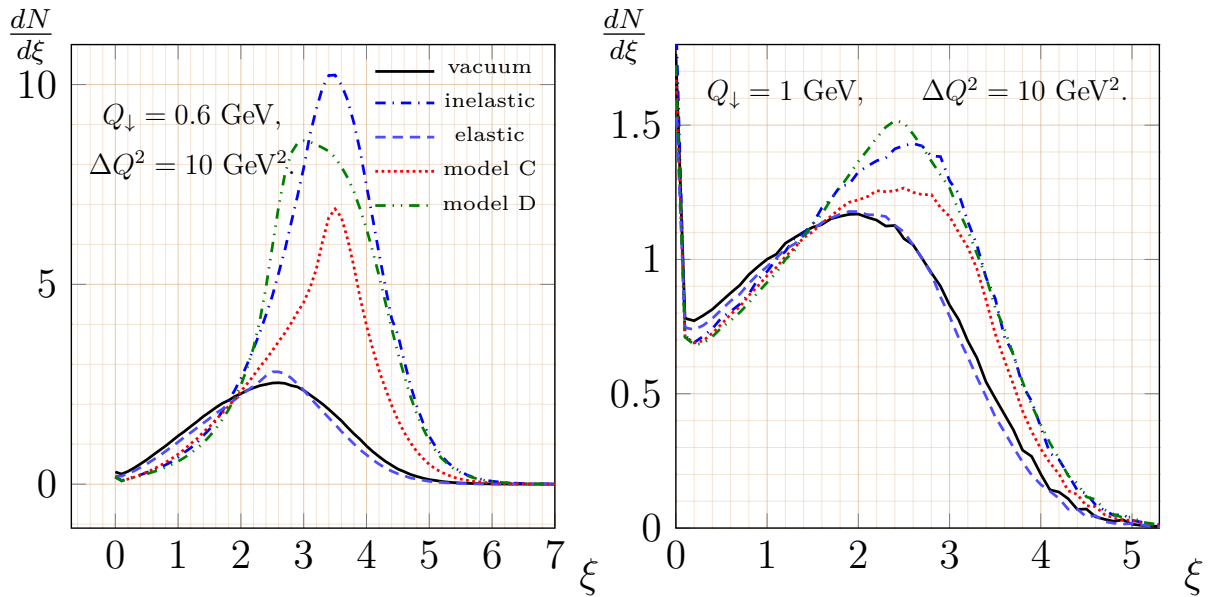 dN
dξ
10
5
0
0 1 2 3 4 5 6 7
ξ
Q↓ = 0.6 GeV,
ΔQ² = 10 GeV².
vacuum
inelastic
elastic
model C
model D
dN
dξ
1.5
1
0.5
0
0 1 2 3 4 5
ξ
Q↓ = 1 GeV, ΔQ² = 10 GeV².